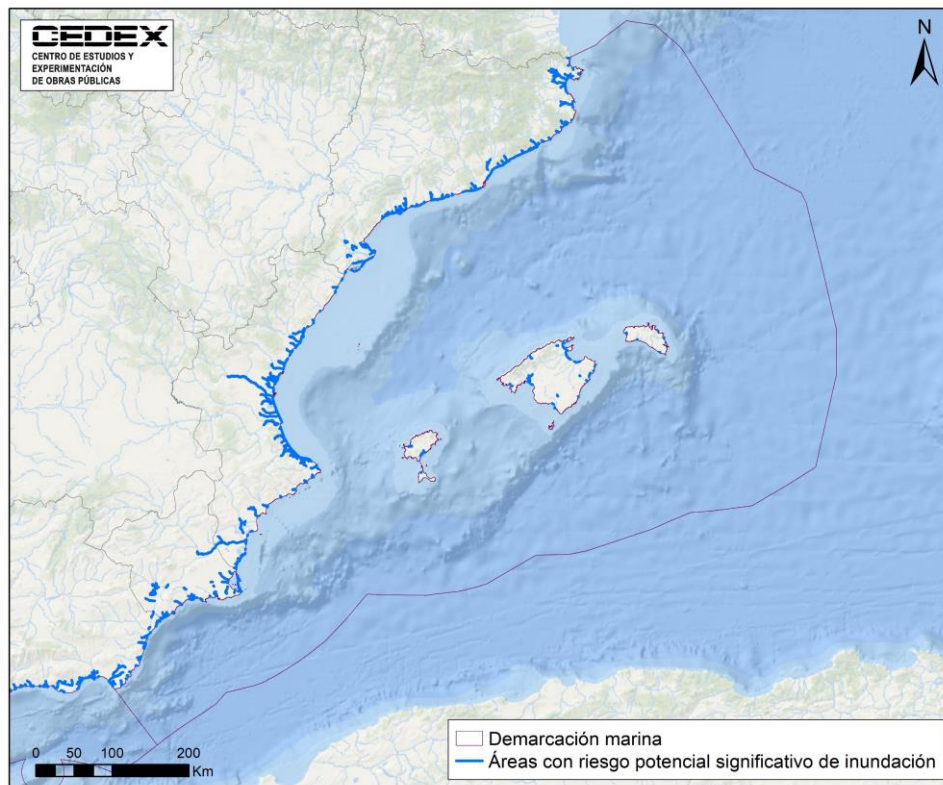 CEDEX
CENTRO DE ESTUDIOS Y
EXPERIMENTACIÓN
DE OBRAS PÚBLICAS
N
0 50 100 200
Km
Demarcación marina
Áreas con riesgo potencial significativo de inundación